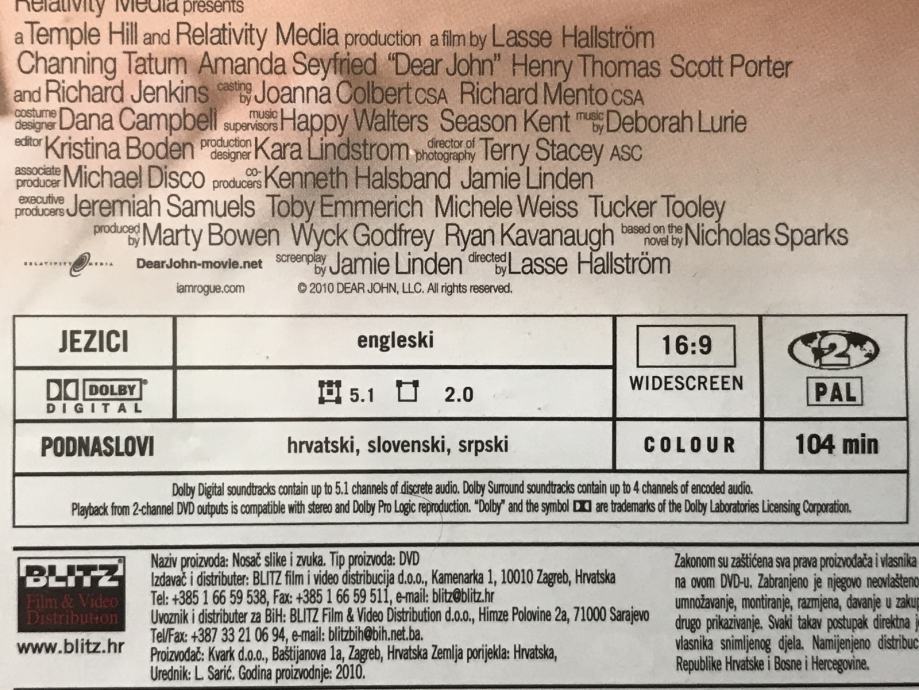 Relativity Media presents
a Temple Hill and Relativity Media production a film by Lasse Hallström
Channing Tatum Amanda Seyfried "Dear John" Henry Thomas Scott Porter
and Richard Jenkins casting by Joanna Colbert CSA Richard Mento CSA
costume designer Dana Campbell music supervisors Happy Walters Season Kent music by Deborah Lurie
editor Kristina Boden production designer Kara Lindstrom director of photography Terry Stacey ASC
associate producer Michael Disco co-producers Kenneth Halsband Jamie Linden
executive producers Jeremiah Samuels Toby Emmerich Michele Weiss Tucker Tooley
produced by Marty Bowen Wyck Godfrey Ryan Kavanaugh based on the novel by Nicholas Sparks
RELATIVITY MEDIA DearJohn-movie.net screenplay by Jamie Linden directed by Lasse Hallström
iamrogue.com © 2010 DEAR JOHN, LLC. All rights reserved.
JEZICI engleski 16:9 2
DOLBY DIGITAL 5.1 2.0 WIDESCREEN PAL
PODNASLOVI hrvatski, slovenski, srpski COLOUR 104 min
Dolby Digital soundtracks contain up to 5.1 channels of discrete audio. Dolby Surround soundtracks contain up to 4 channels of encoded audio.
Playback from 2-channel DVD outputs is compatible with stereo and Dolby Pro Logic reproduction. "Dolby" and the symbol are trademarks of the Dolby Laboratories Licensing Corporation.
BLITZ
Film & Video
Distribution
www.blitz.hr
Naziv proizvoda: Nosač slike i zvuka. Tip proizvoda: DVD
Izdavač i distributer: BLITZ film i video distribucija d.o.o., Kamenarka 1, 10010 Zagreb, Hrvatska
Tel: +385 1 66 59 538, Fax: +385 1 66 59 511, e-mail: blitz@blitz.hr
Uvoznik i distributer za BiH: BLITZ Film & Video Distribution d.o.o., Himze Polovine 2a, 71000 Sarajevo
Tel/Fax: +387 33 21 06 94, e-mail: blitzbih@bih.net.ba.
Proizvođač: Kvark d.o.o., Baštijanova 1a, Zagreb, Hrvatska Zemlja porijekla: Hrvatska,
Urednik: L. Sarić. Godina proizvodnje: 2010.
Zakonom su zaštićena sva prava proizvođača i vlasnika
na ovom DVD-u. Zabranjeno je njegovo neovlašteno
umnožavanje, montiranje, razmjena, davanje u zakup
drugo prikazivanje. Svaki takav postupak direktna
vlasnika snimljenog djela. Namijenjeno
Republike Hrvatske i Bosne i Hercegovine.